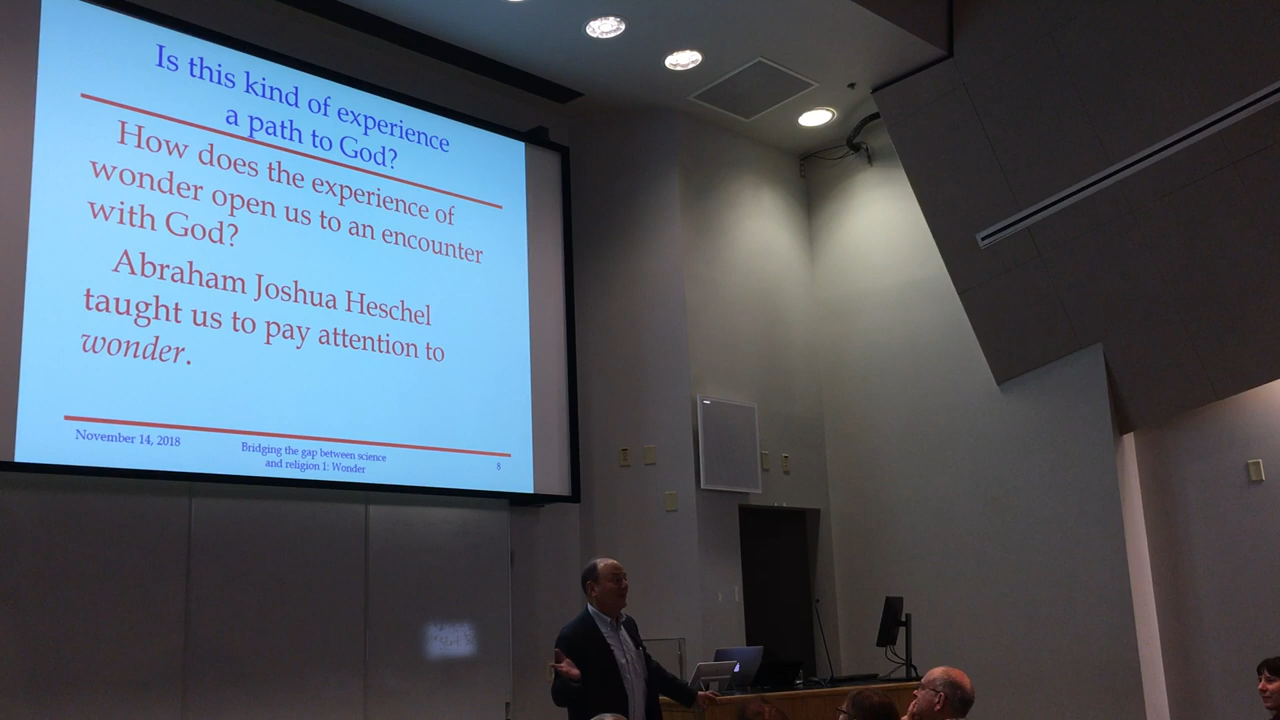 Is this kind of experience
a path to God?
How does the experience of
wonder open us to an encounter
with God?
Abraham Joshua Heschel
taught us to pay attention to
wonder.
November 14, 2018
Bridging the gap between science
and religion 1: Wonder
8